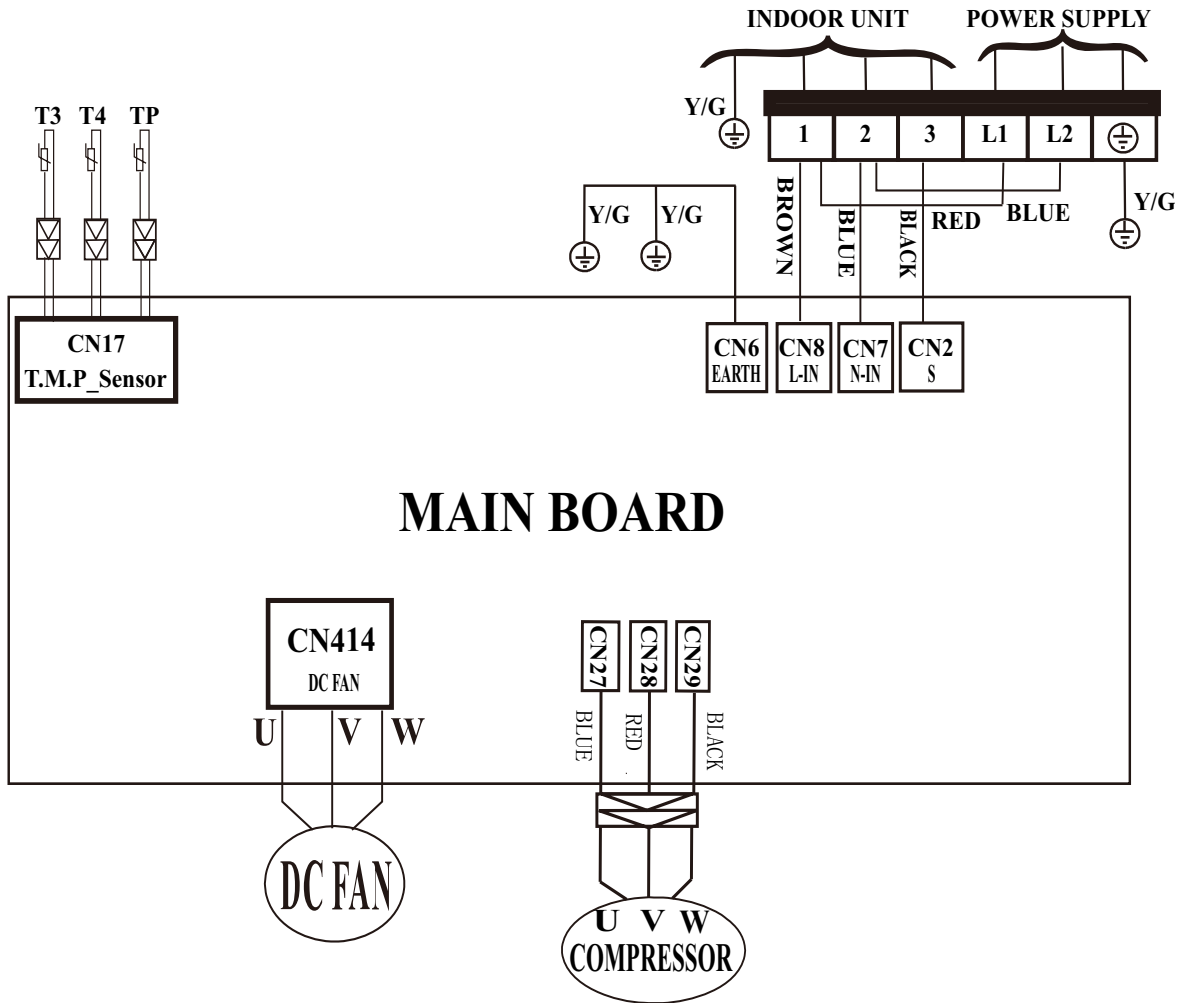 INDOOR UNIT
POWER SUPPLY
Y/G
T3 T4 TP
1 2 3 L1 L2
BROWN
BLUE
BLACK
RED
BLUE
Y/G
Y/G
Y/G
CN17
T.M.P_Sensor
CN6
EARTH
CN8
L-IN
CN7
N-IN
CN2
S
MAIN BOARD
CN414
DC FAN
U V W
DC FAN
CN27
CN28
CN29
BLUE
RED
BLACK
U V W
COMPRESSOR